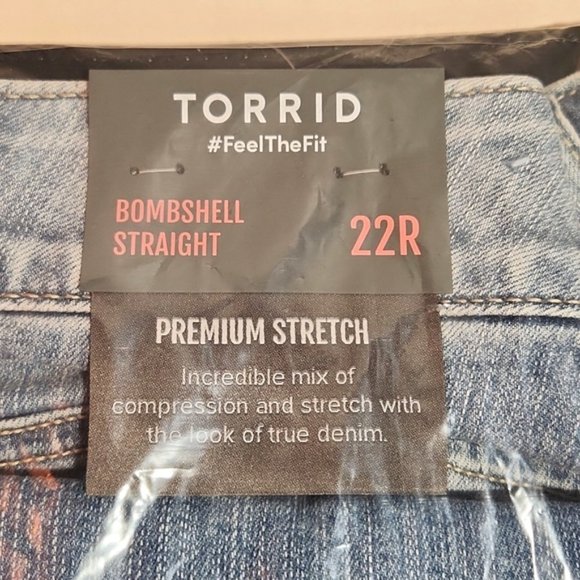 TORRID
#FeelTheFit
BOMBSHELL
STRAIGHT
22R
PREMIUM STRETCH
Incredible mix of
compression and stretch with
the look of true denim.